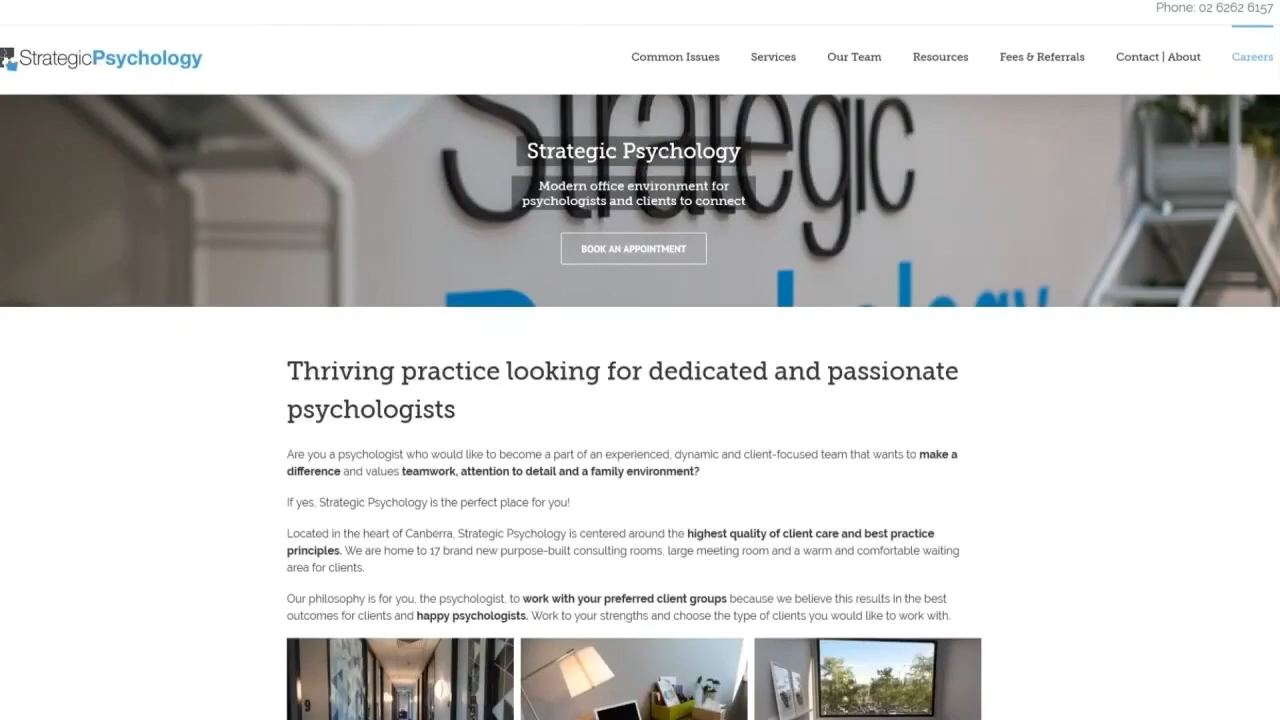 Phone: 02 6262 6157
StrategicPsychology
Common Issues
Services
Our Team
Resources
Fees & Referrals
Contact | About
Careers
Strategic
Strategic Psychology
Modern office environment for
psychologists and clients to connect
BOOK AN APPOINTMENT
Psychology
Thriving practice looking for dedicated and passionate
psychologists
Are you a psychologist who would like to become a part of an experienced, dynamic and client-focused team that wants to make a
difference and values teamwork, attention to detail and a family environment?
If yes, Strategic Psychology is the perfect place for you!
Located in the heart of Canberra, Strategic Psychology is centered around the highest quality of client care and best practice
principles. We are home to 17 brand new purpose-built consulting rooms, large meeting room and a warm and comfortable waiting
area for clients.
Our philosophy is for you, the psychologist, to work with your preferred client groups because we believe this results in the best
outcomes for clients and happy psychologists. Work to your strengths and choose the type of clients you would like to work with.
9